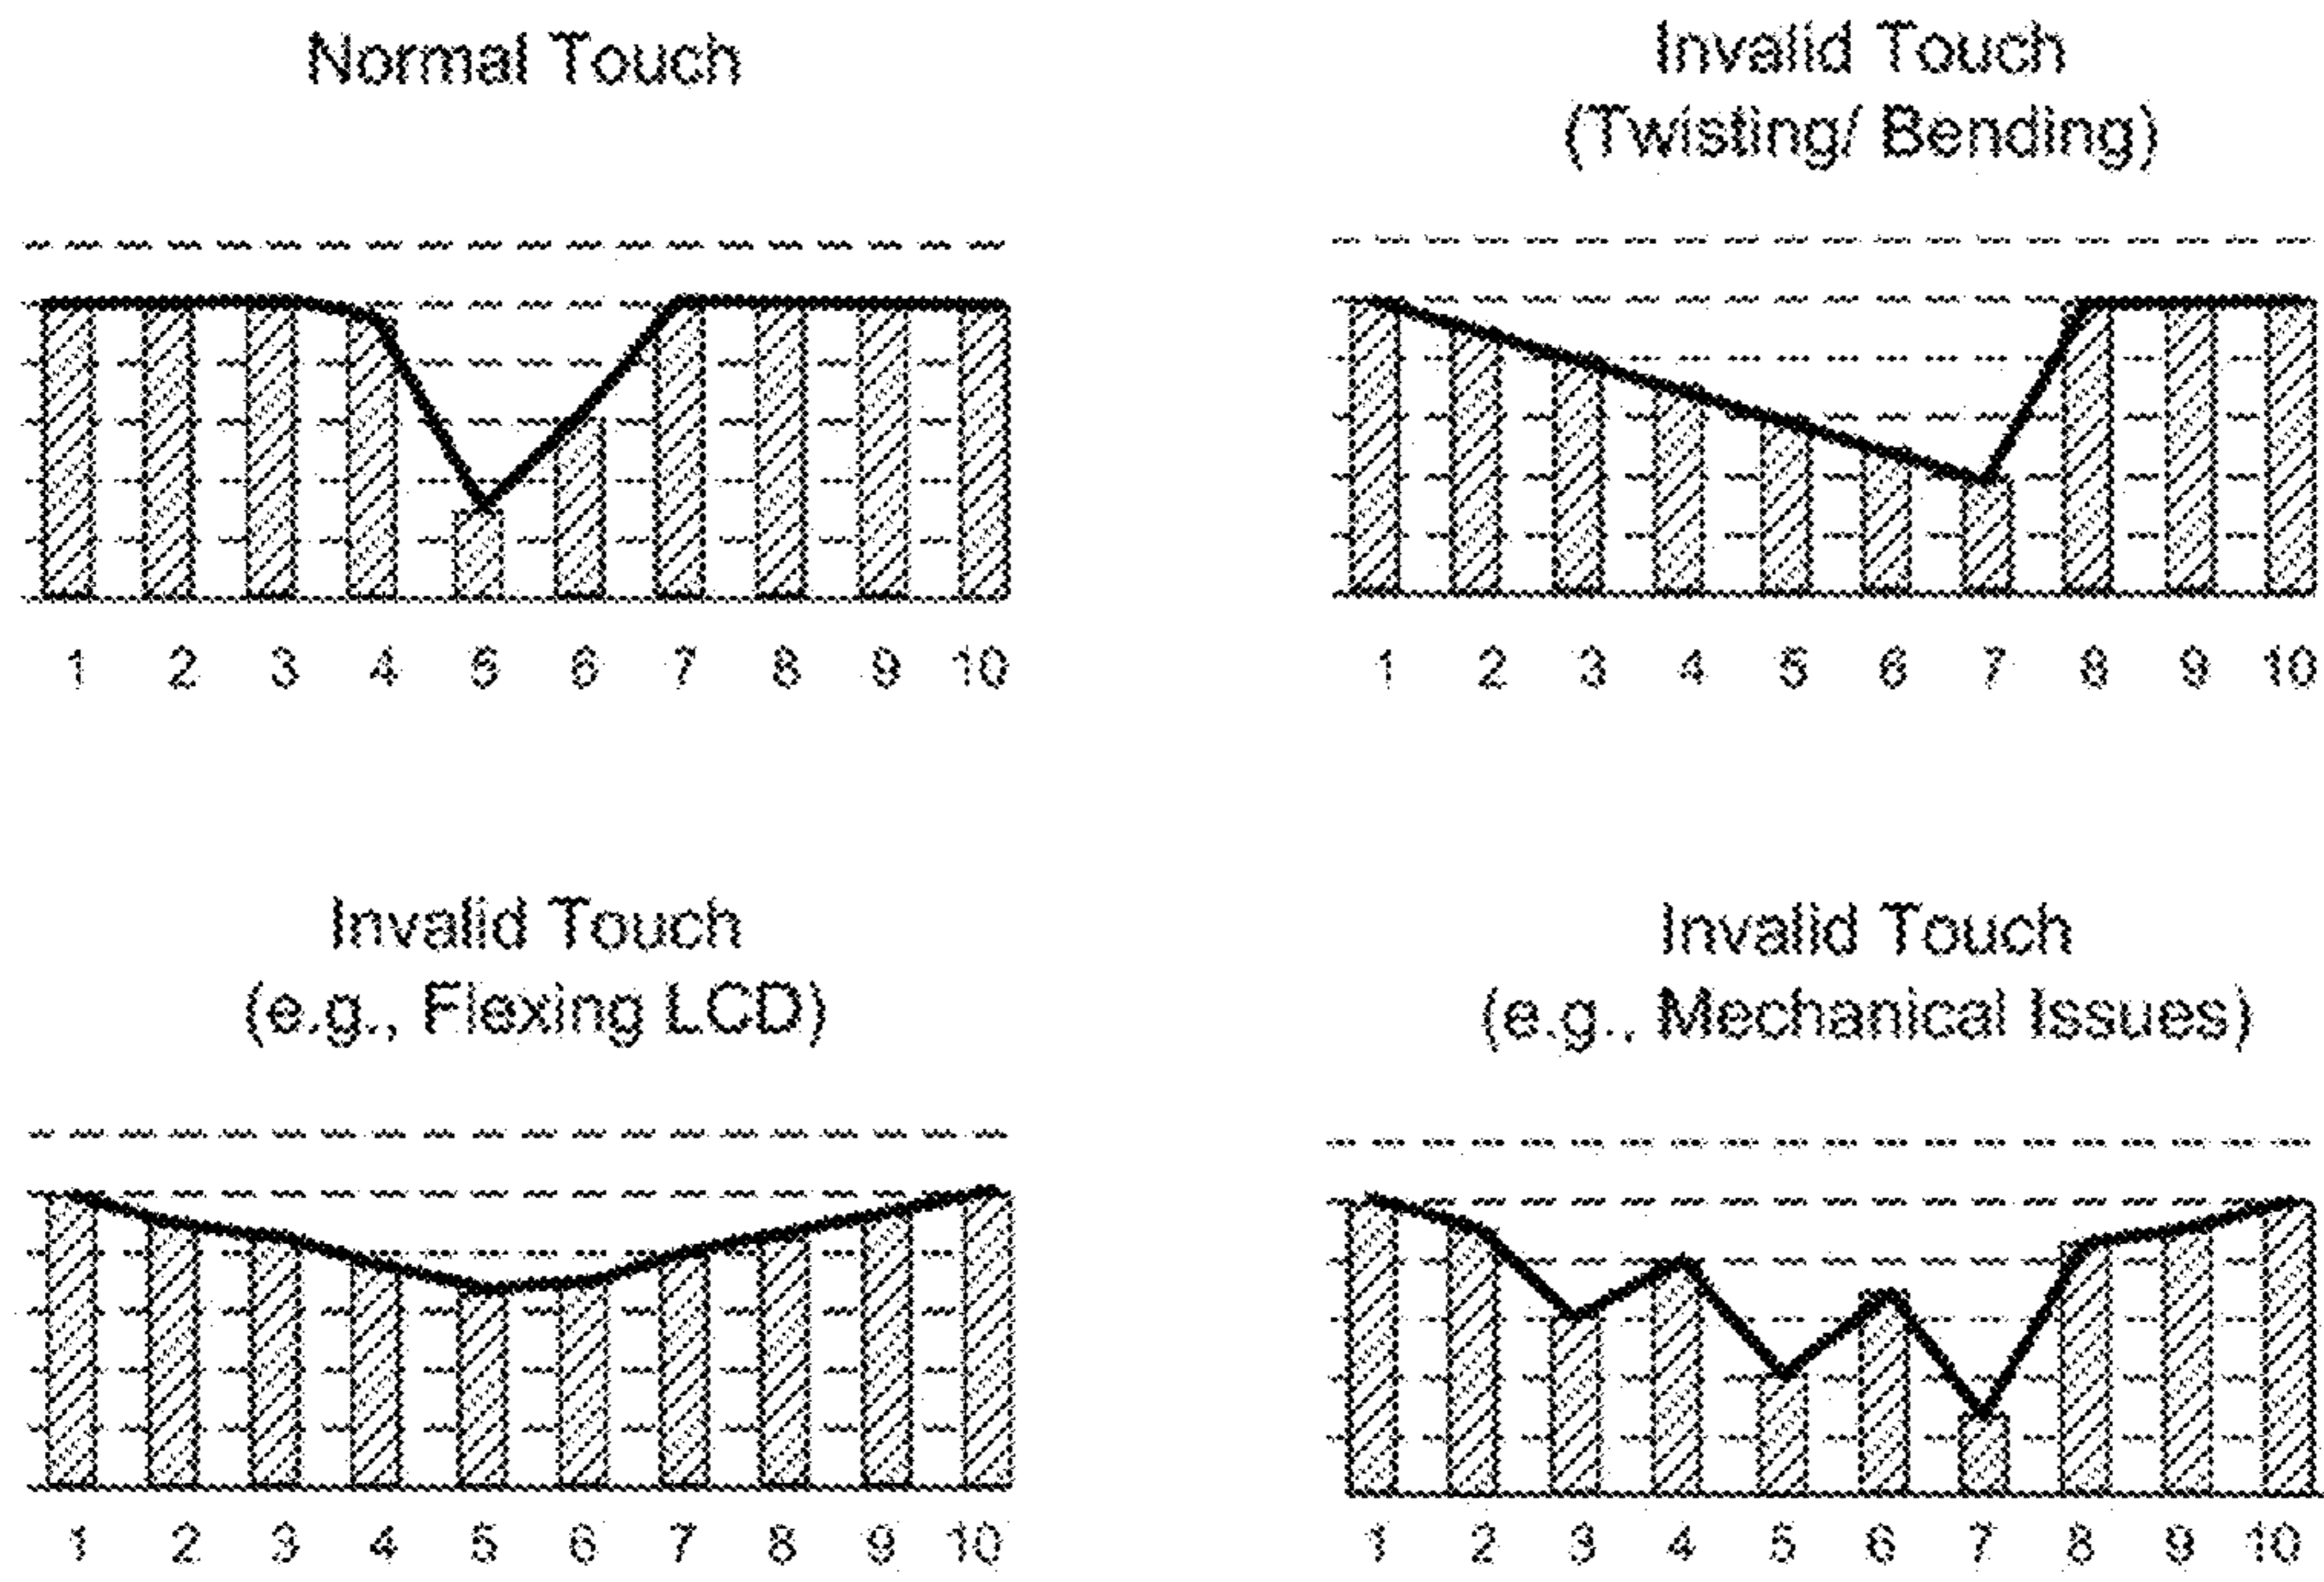 Normal Touch
1 2 3 4 5 6 7 8 9 10
Invalid Touch
(Twisting/ Bending)
1 2 3 4 5 6 7 8 9 10
Invalid Touch
(e.g., Flexing LCD)
1 2 3 4 5 6 7 8 9 10
Invalid Touch
(e.g., Mechanical Issues)
1 2 3 4 5 6 7 8 9 10